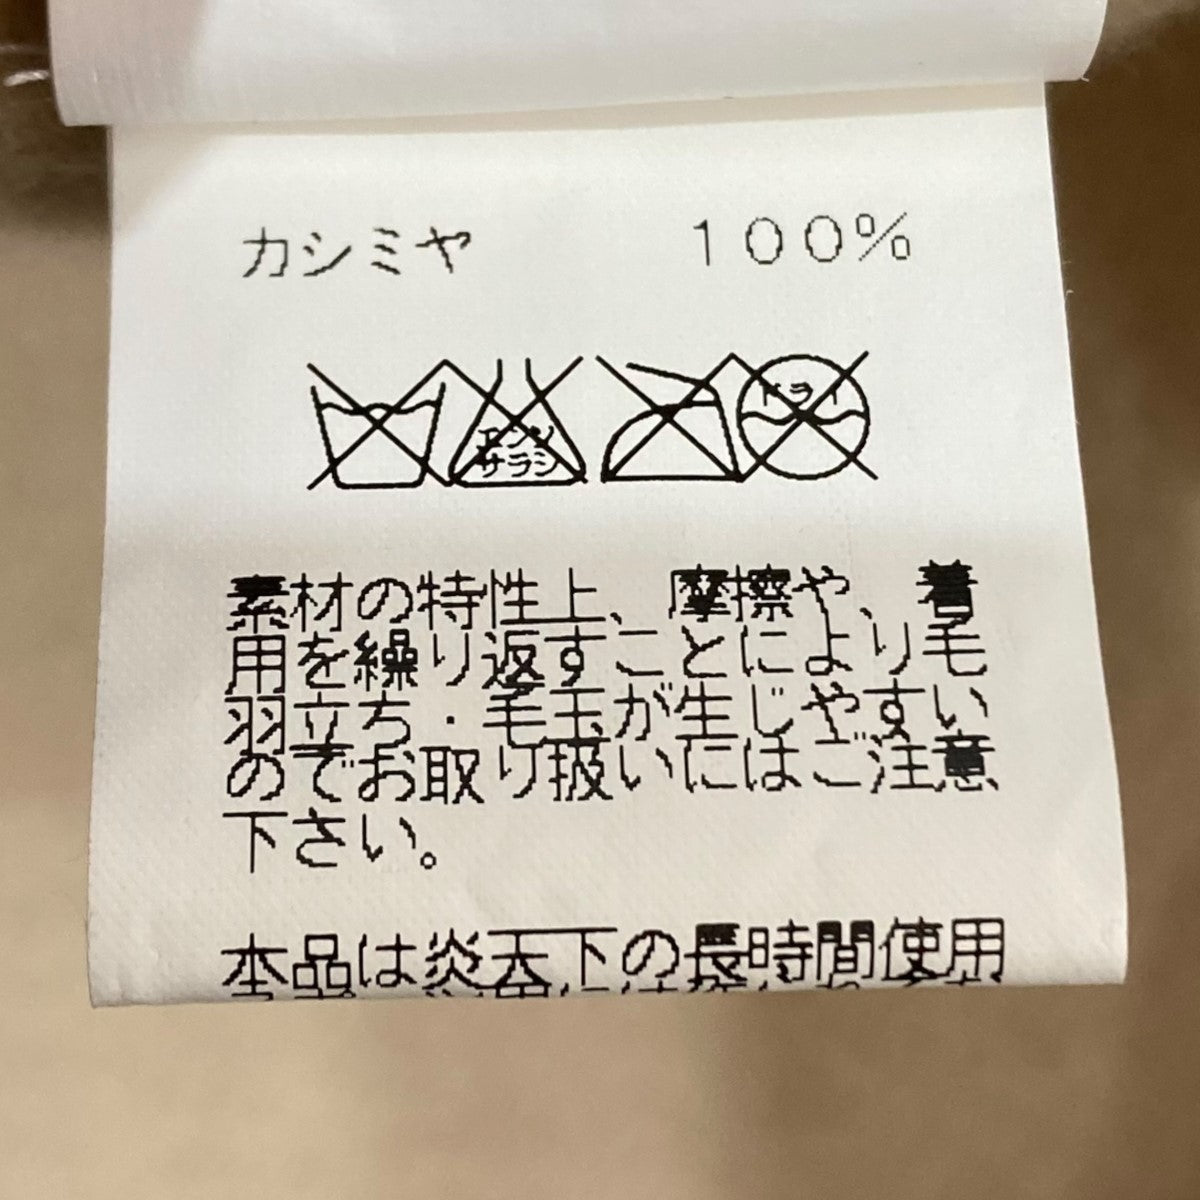 カシミヤ 100%
エンソ
サラシ
ドライ
素材の特性上、摩擦や、着
用を繰り返すことにより毛
羽立ち・毛玉が生じやすい
のでお取り扱いにはご注意
下さい。
本品は炎天下の長時間使用